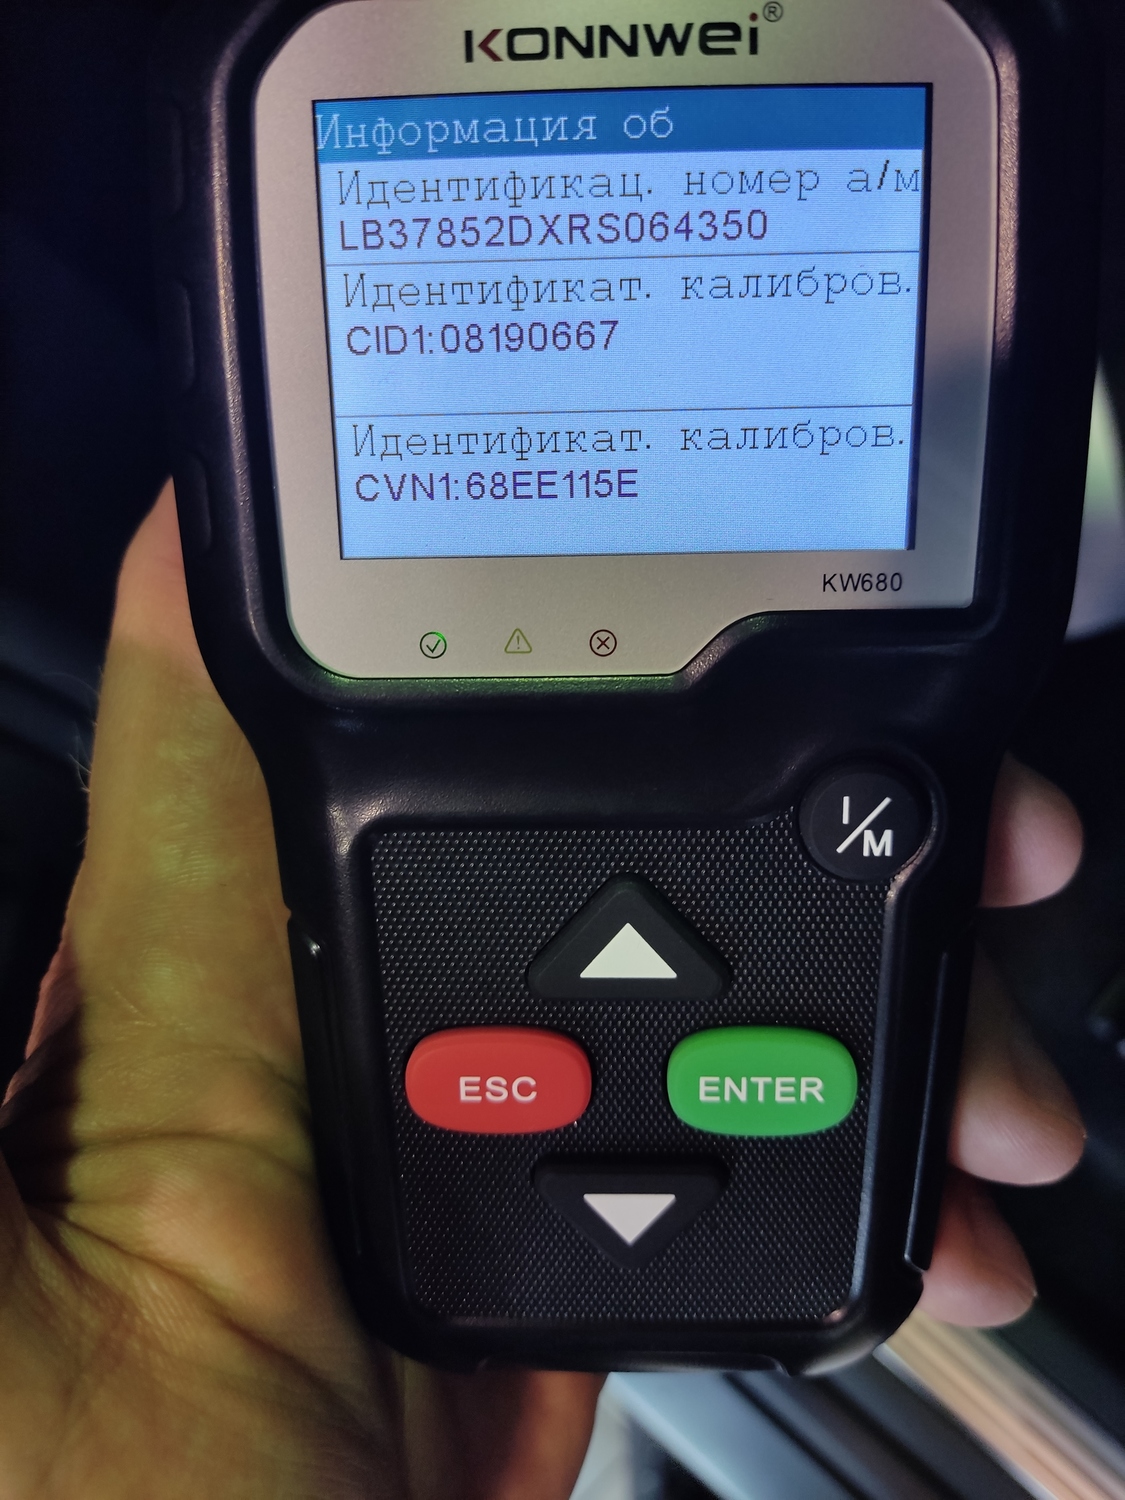 KONNWEI®
Информация об
Идентификац. номер а/м
LB37852DXRS064350
Идентификат. калибров.
CID1:08190667
Идентификат. калибров.
CVN1:68EE115E
KW680
I/M
ESC
ENTER